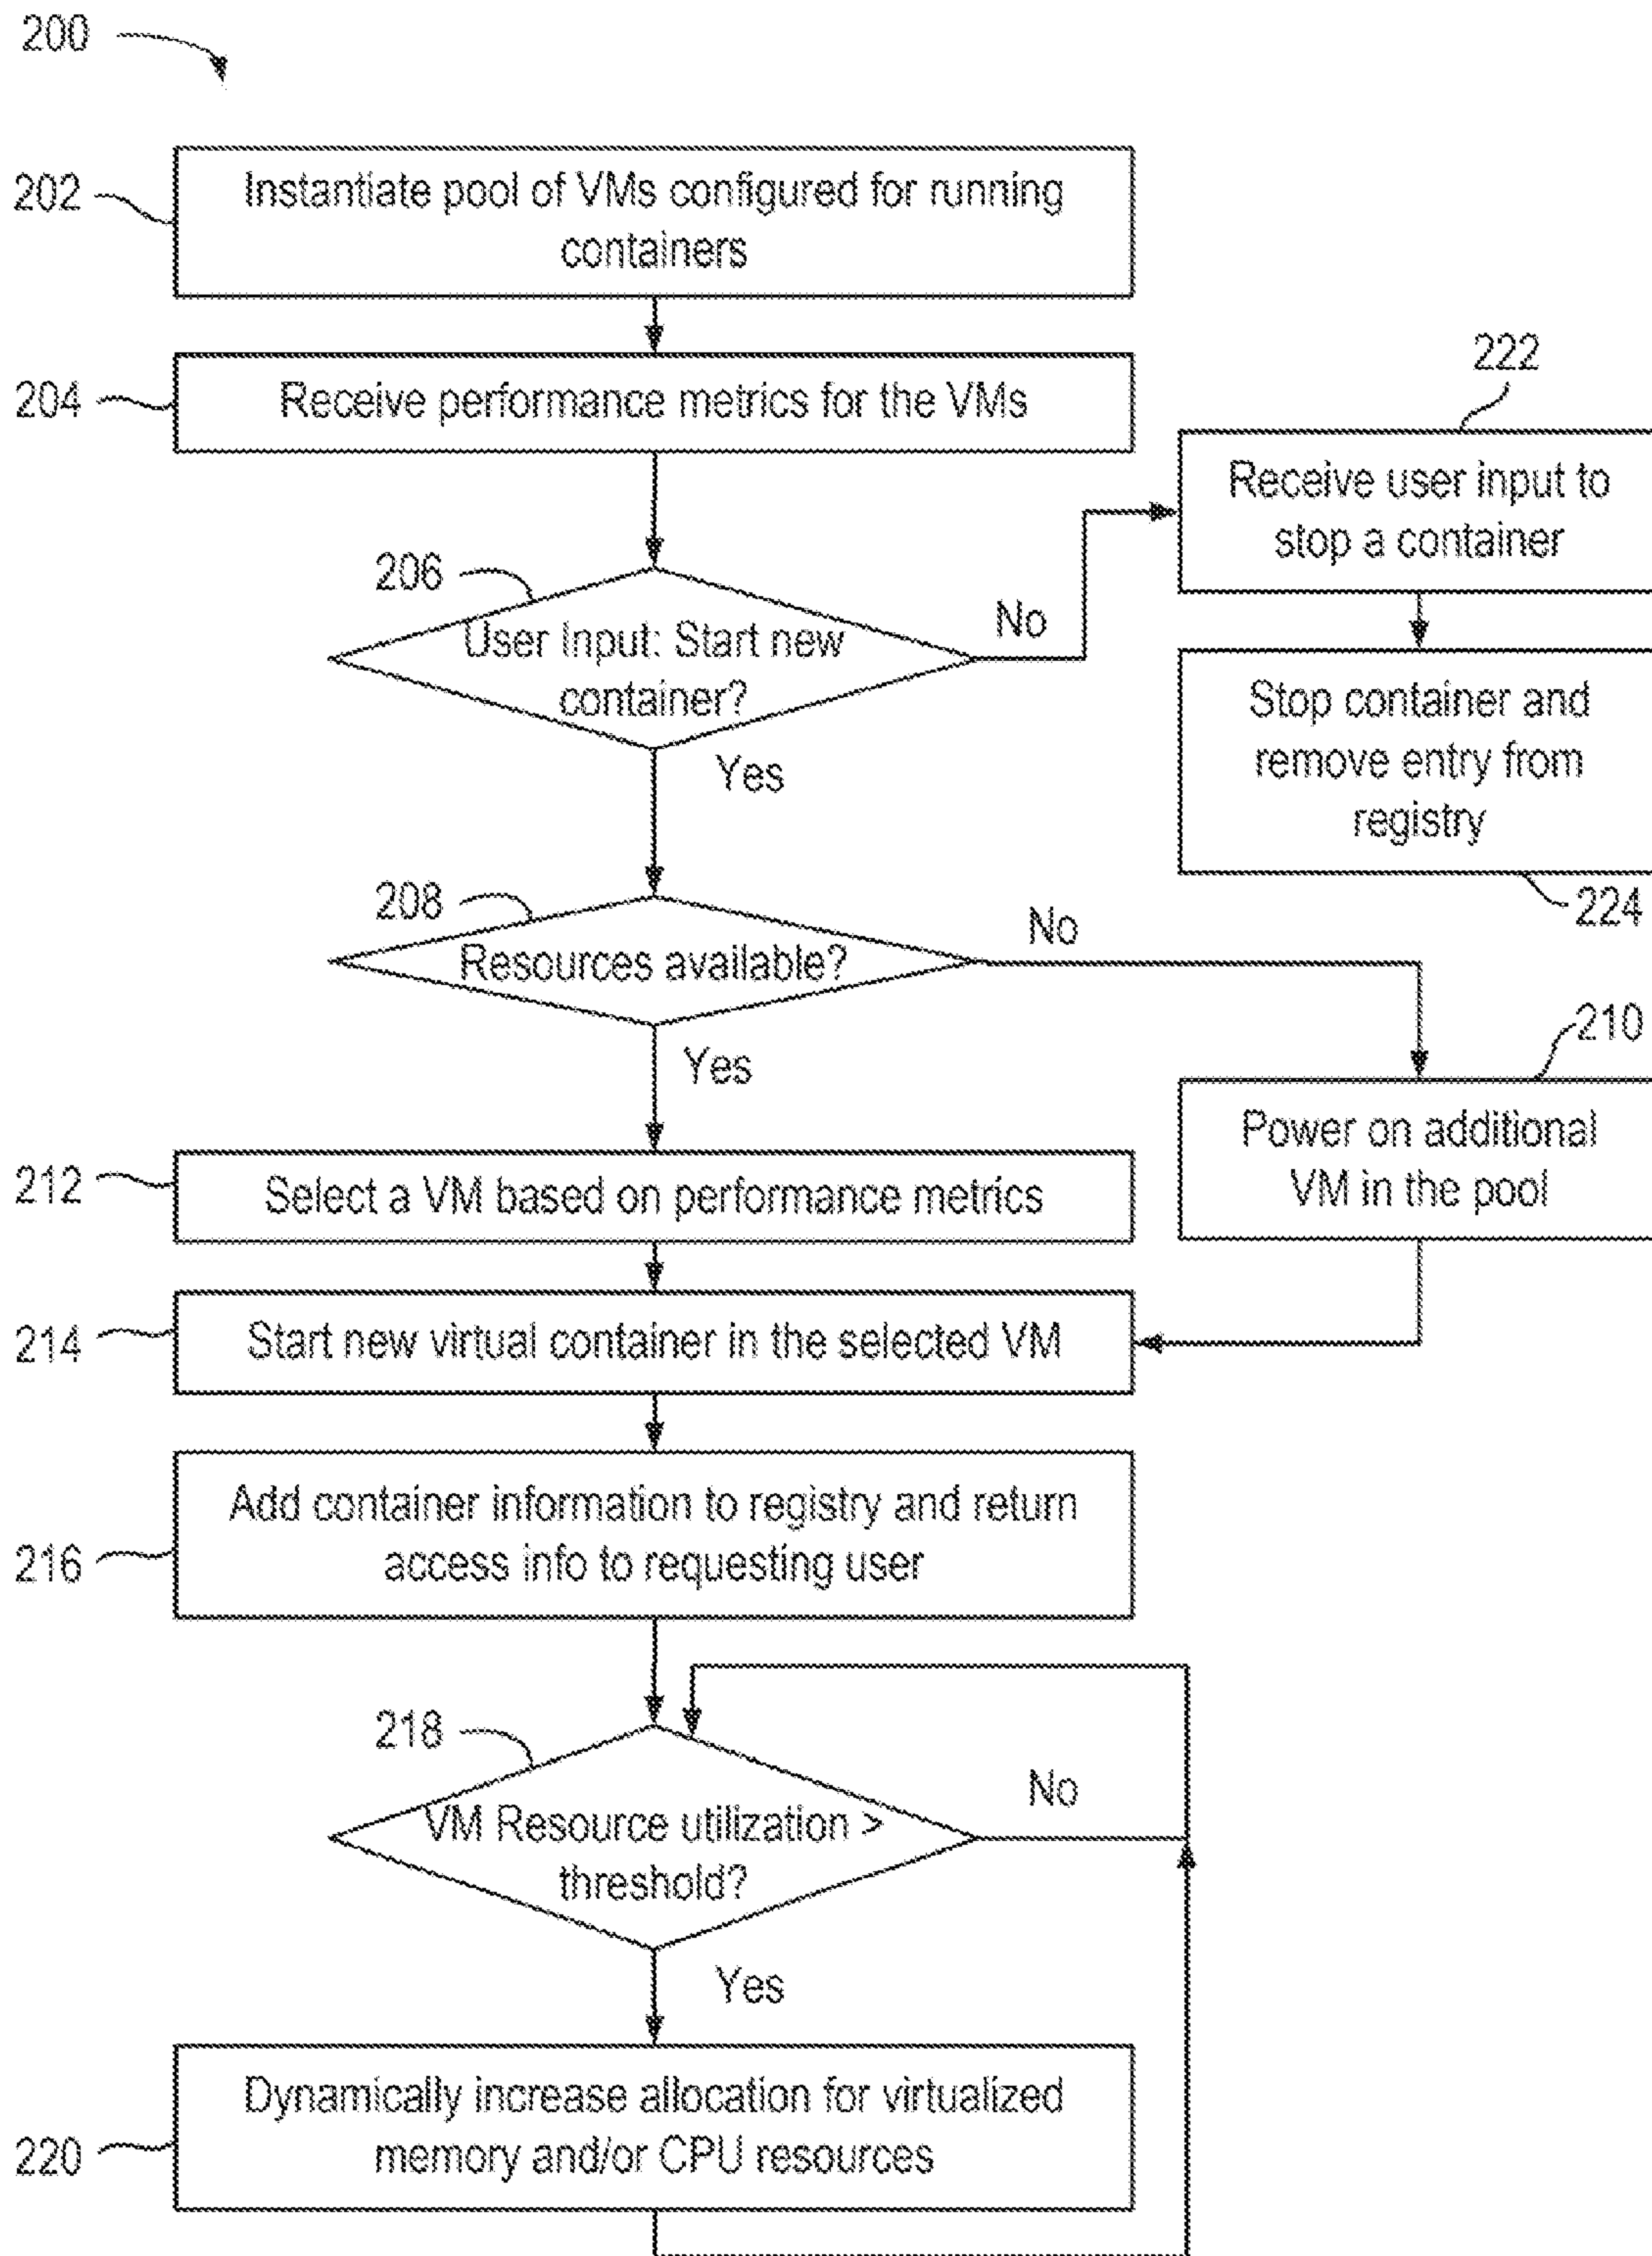 200
202
Instantiate pool of VMs configured for running
containers
204
Receive performance metrics for the VMs
222
Receive user input to
stop a container
206
User Input: Start new
container?
No
Yes
Stop container and
remove entry from
registry
224
208
Resources available?
No
Yes
210
Power on additional
VM in the pool
212
Select a VM based on performance metrics
214
Start new virtual container in the selected VM
216
Add container information to registry and return
access info to requesting user
218
VM Resource utilization >
threshold?
No
Yes
220
Dynamically increase allocation for virtualized
memory and/or CPU resources